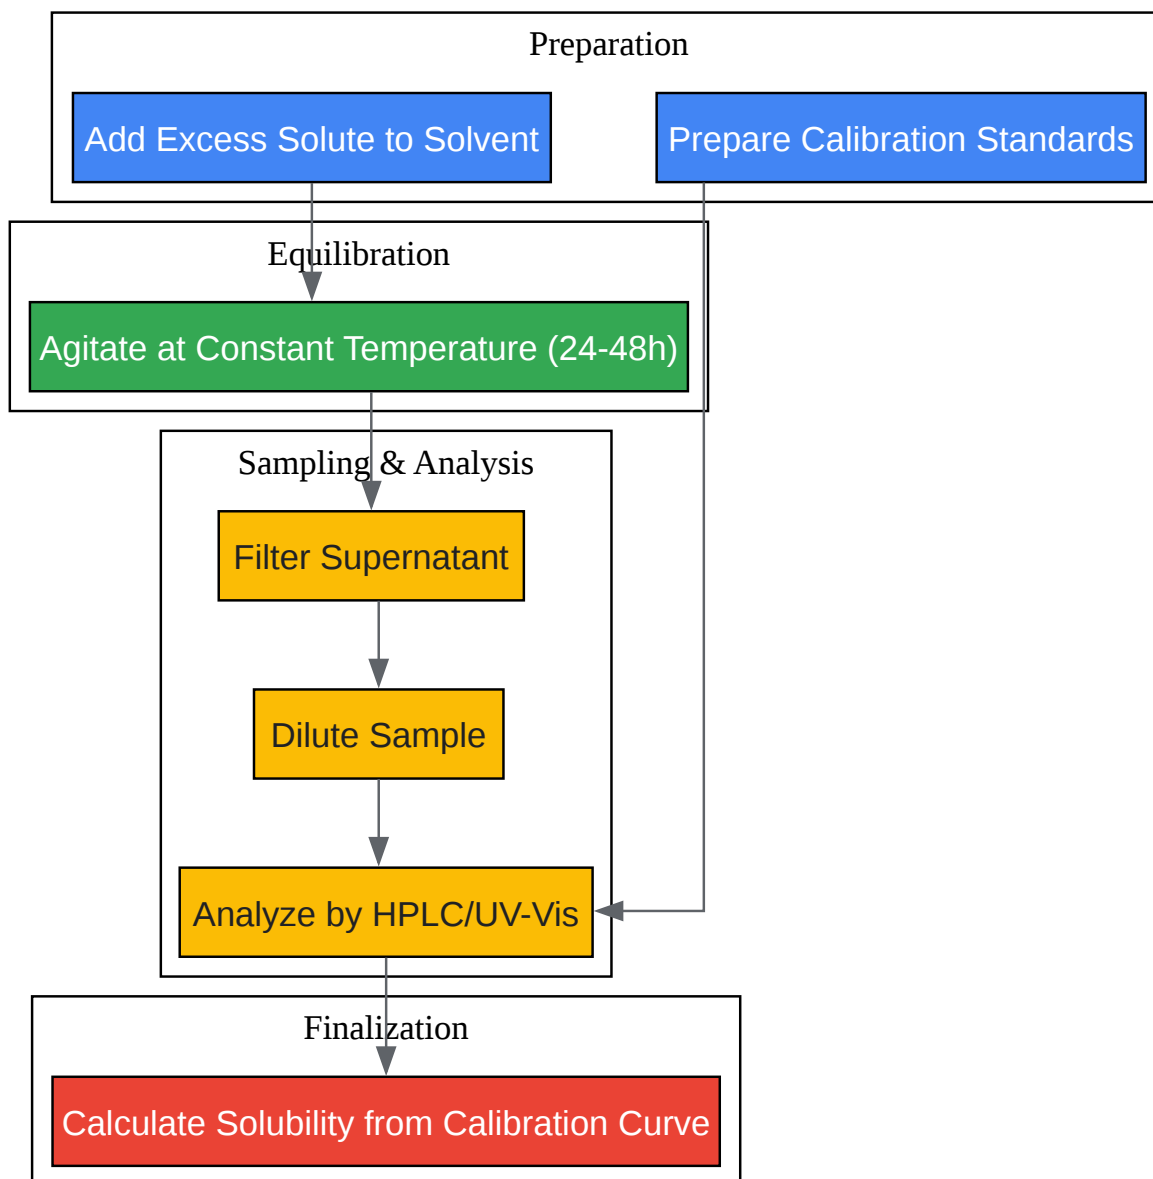 Preparation
Add Excess Solute to Solvent
Prepare Calibration Standards
Equilibration
Agitate at Constant Temperature (24-48h)
Sampling & Analysis
Filter Supernatant
Dilute Sample
Analyze by HPLC/UV-Vis
Finalization
Calculate Solubility from Calibration Curve